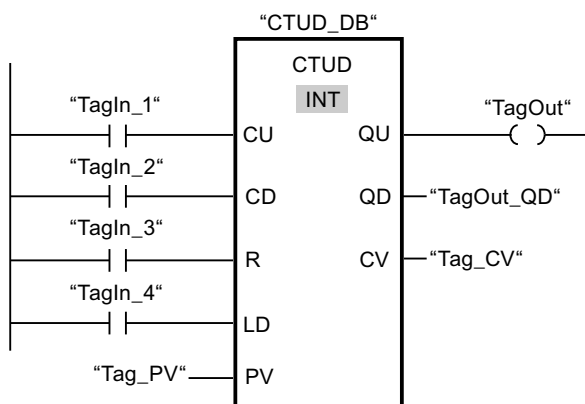 "CTUD_DB"
CTUD
INT
"TagIn_1“
CU
QU
"TagOut“
"TagIn_2“
CD
QD
"TagOut_QD“
"TagIn_3“
R
CV
"Tag_CV“
"TagIn_4“
LD
"Tag_PV“
PV